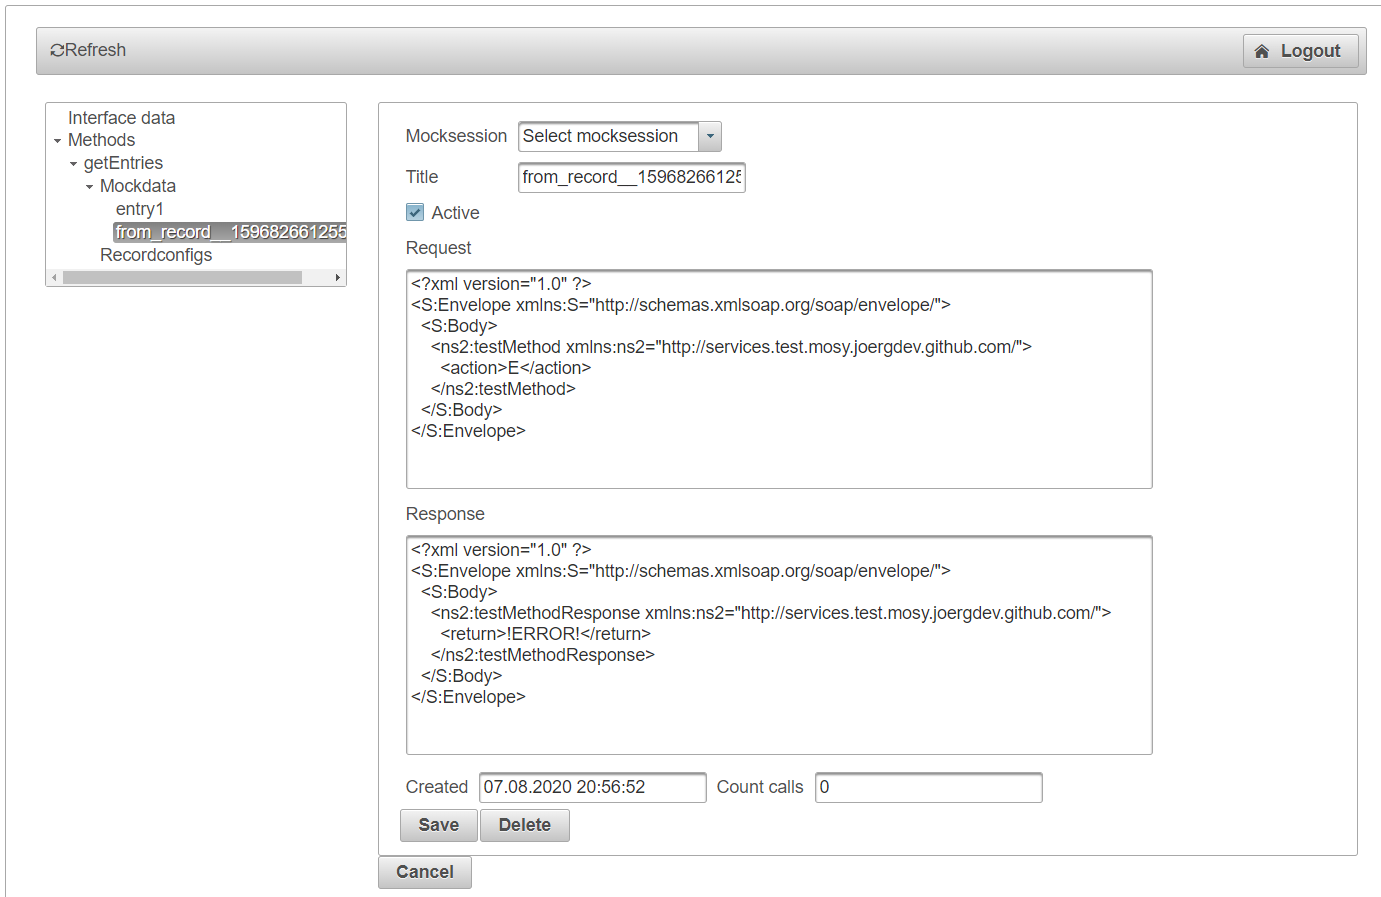 Refresh
Logout
Interface data
Methods
getEntries
Mockdata
entry1
from_record__159682661255
Recordconfigs
Mocksession Select mocksession
Title from_record__15968266125
Active
Request
<?xml version="1.0" ?>
<S:Envelope xmlns:S="http://schemas.xmlsoap.org/soap/envelope/">
<S:Body>
<ns2:testMethod xmlns:ns2="http://services.test.mosy.joergdev.github.com/">
<action>E</action>
</ns2:testMethod>
</S:Body>
</S:Envelope>
Response
<?xml version="1.0" ?>
<S:Envelope xmlns:S="http://schemas.xmlsoap.org/soap/envelope/">
<S:Body>
<ns2:testMethodResponse xmlns:ns2="http://services.test.mosy.joergdev.github.com/">
<return>!ERROR!</return>
</ns2:testMethodResponse>
</S:Body>
</S:Envelope>
Created 07.08.2020 20:56:52 Count calls 0
Save Delete
Cancel